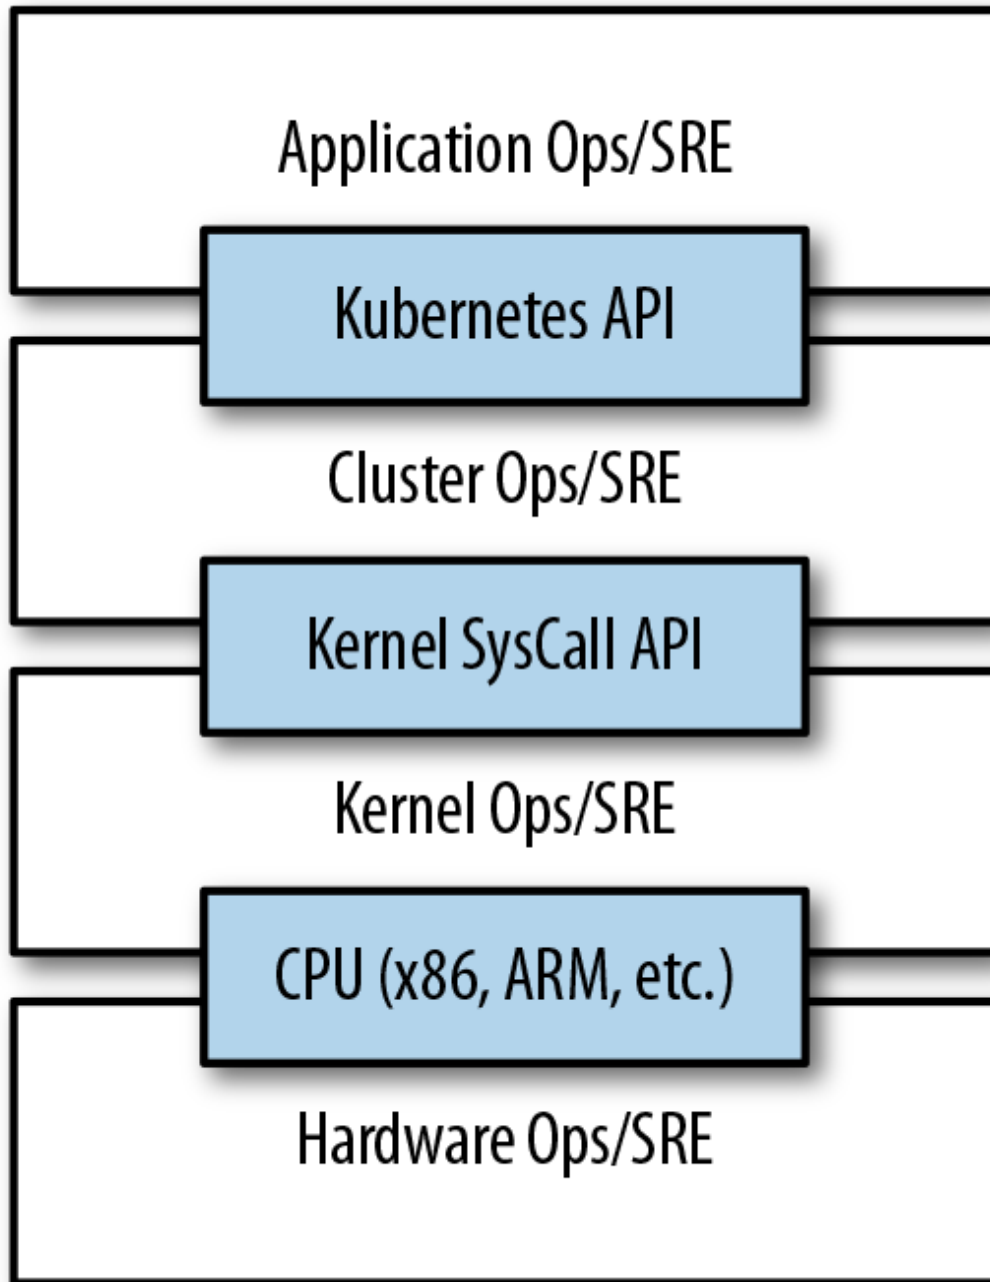 Application Ops/SRE
Kubernetes API
Cluster Ops/SRE
Kernel SysCall API
Kernel Ops/SRE
CPU (x86, ARM, etc.)
Hardware Ops/SRE